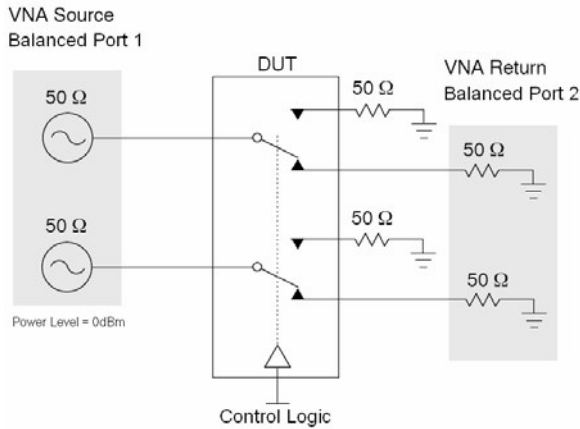 VNA Source
Balanced Port 1
DUT
VNA Return
Balanced Port 2
50 Ω
50 Ω
50 Ω
50 Ω
50 Ω
50 Ω
Power Level = 0dBm
Control Logic